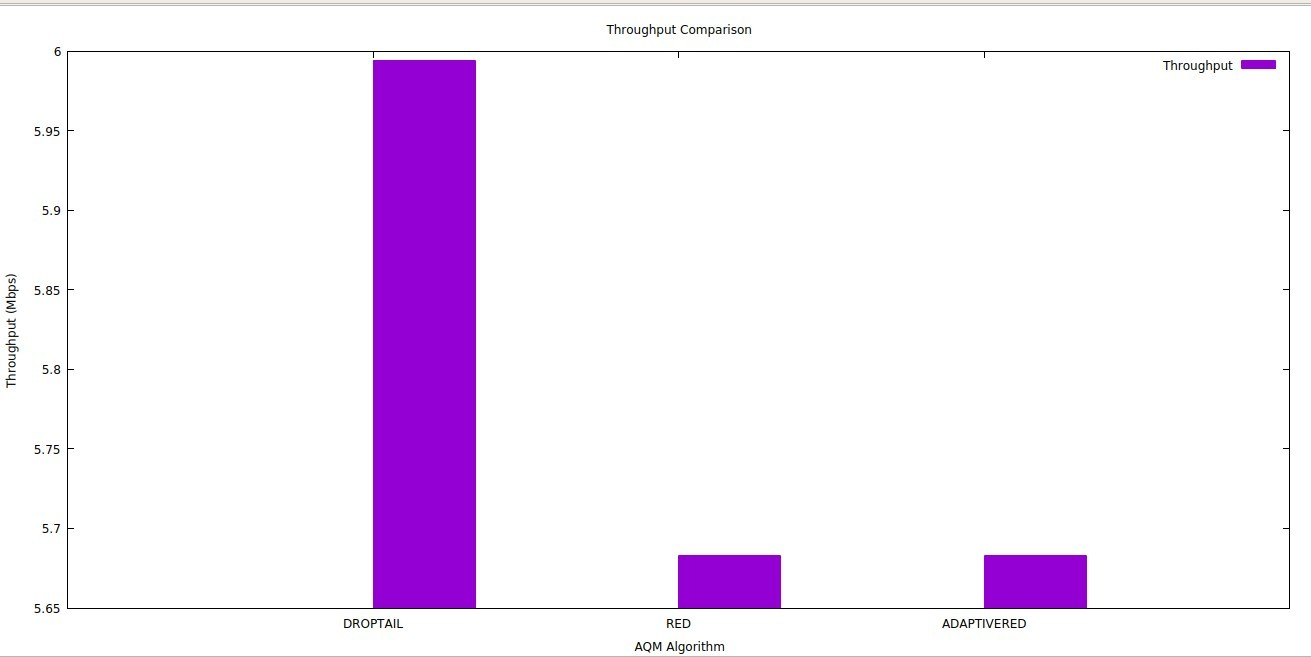 Throughput Comparison
Throughput
6
5.95
5.9
5.85
5.8
5.75
5.7
5.65
Throughput (Mbps)
DROPTAIL RED ADAPTIVERED
AQM Algorithm